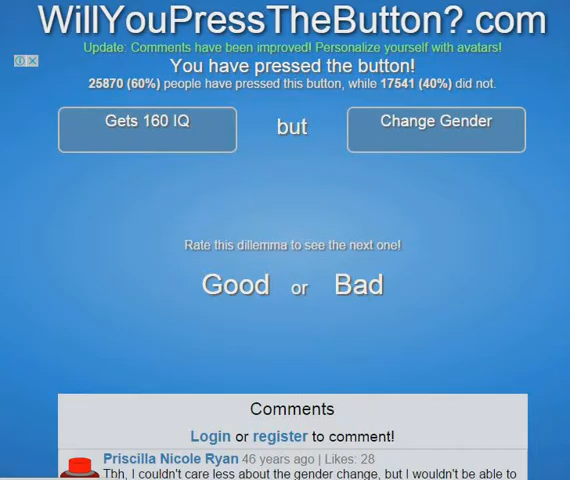 WillYouPressTheButton?.com
Update: Comments have been improved! Personalize yourself with avatars!
You have pressed the button!
25870 (60%) people have pressed this button, while 17541 (40%) did not.
Gets 160 IQ but Change Gender
Rate this dillemma to see the next one!
Good or Bad
Comments
Login or register to comment!
Priscilla Nicole Ryan 46 years ago | Likes: 28
Thh, I couldn't care less about the gender change, but I wouldn't be able to